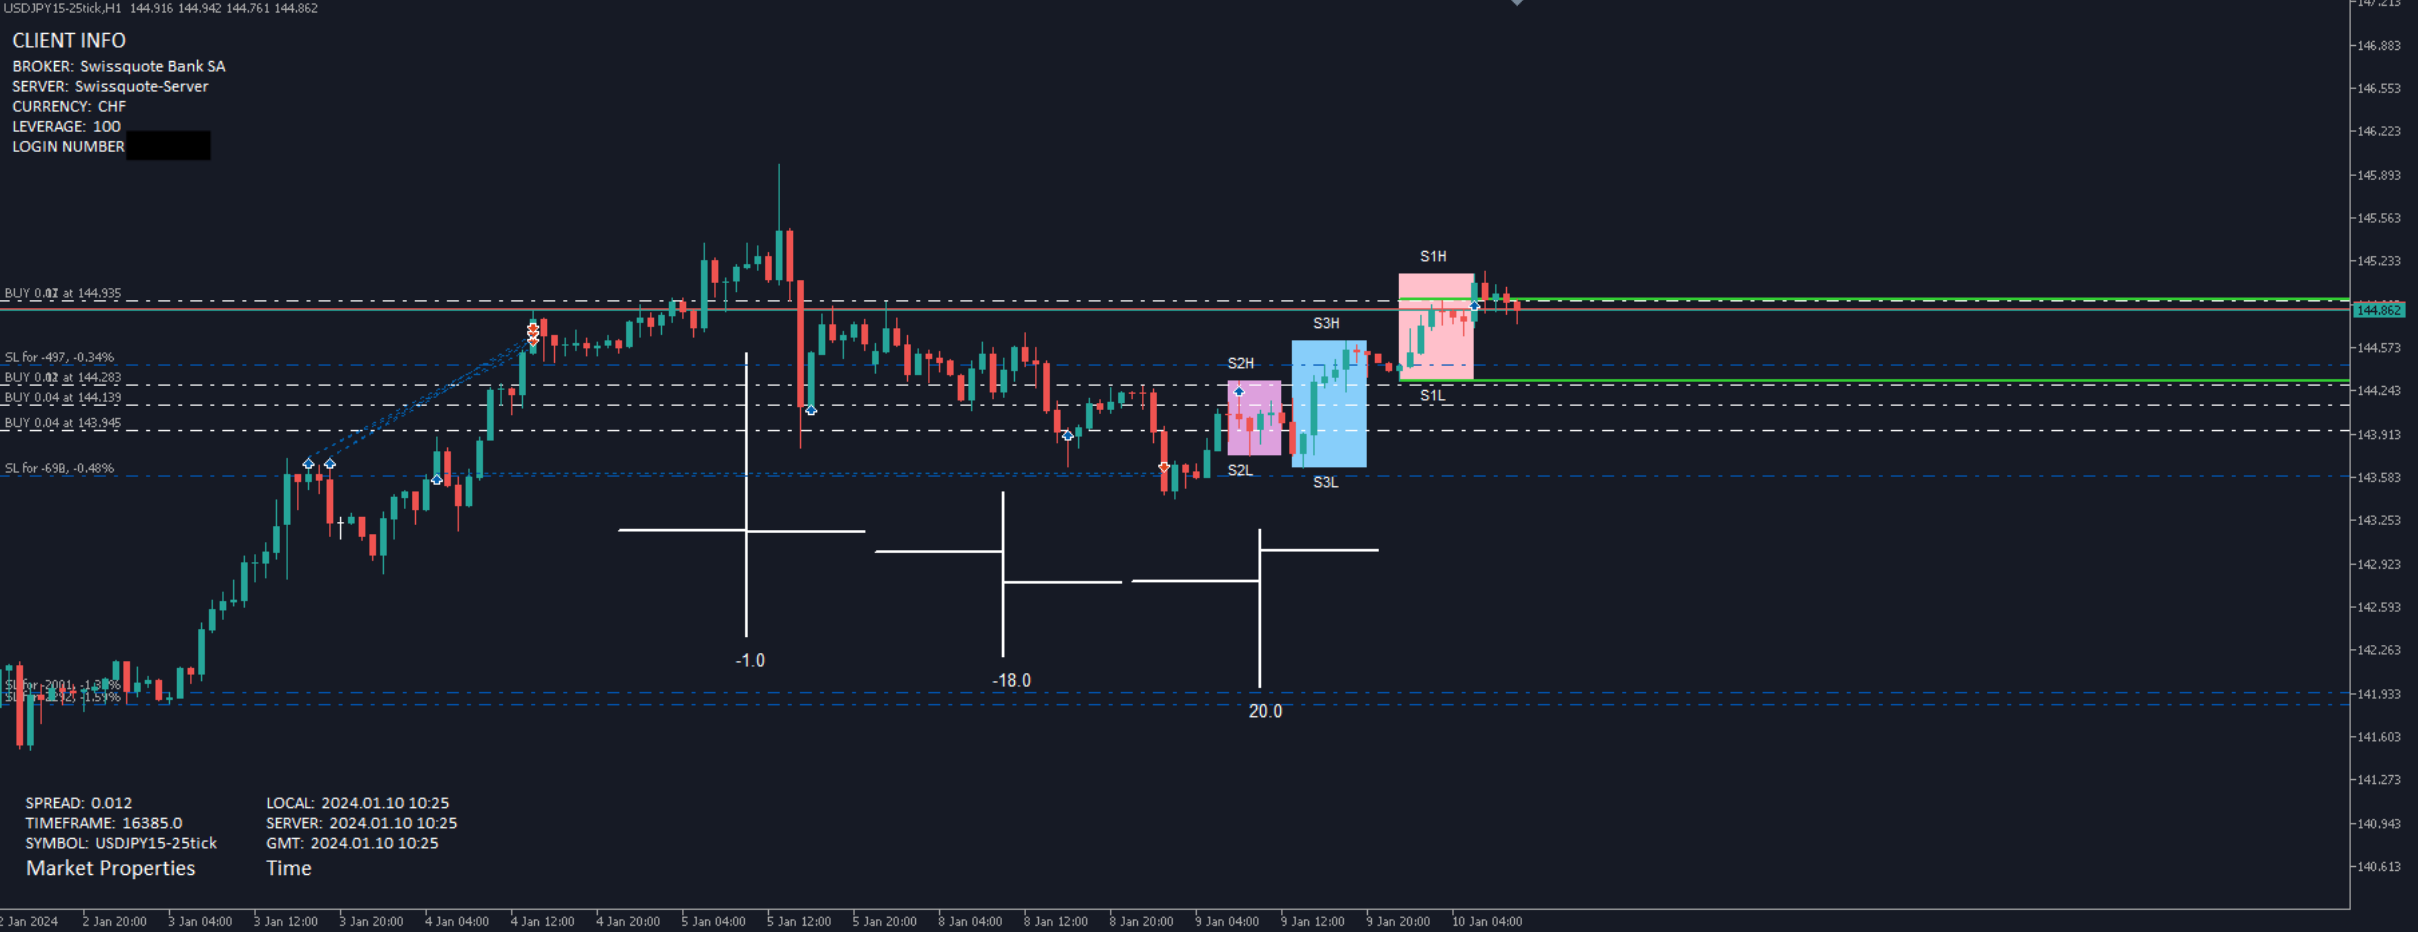 USDJPY15-25tick,H1 144.916 144.942 144.761 144.862
CLIENT INFO
BROKER: Swissquote Bank SA
SERVER: Swissquote-Server
CURRENCY: CHF
LEVERAGE: 100
LOGIN NUMBER
BUY at 144.935
SL for -497, -0.34%
BUY at 144.283
BUY 0.04 at 144.139
BUY 0.04 at 143.945
SL for -0.48%
SL for -2001,
-1.59%
S1H
S3H
S2H
S1L
S2L
S3L
-1.0
-18.0
20.0
147.213
146.883
146.553
146.223
145.893
145.563
145.233
144.862
144.573
144.243
143.913
143.583
143.253
142.923
142.593
142.263
141.933
141.603
141.273
140.943
140.613
SPREAD: 0.012
TIMEFRAME: 16385.0
SYMBOL: USDJPY15-25tick
Market Properties
LOCAL: 2024.01.10 10:25
SERVER: 2024.01.10 10:25
GMT: 2024.01.10 10:25
Time
2 Jan 2024 2 Jan 20:00 3 Jan 04:00 3 Jan 12:00 3 Jan 20:00 4 Jan 04:00 4 Jan 12:00 4 Jan 20:00 5 Jan 04:00 5 Jan 12:00 5 Jan 20:00 8 Jan 04:00 8 Jan 12:00 8 Jan 20:00 9 Jan 04:00 9 Jan 12:00 9 Jan 20:00 10 Jan 04:00